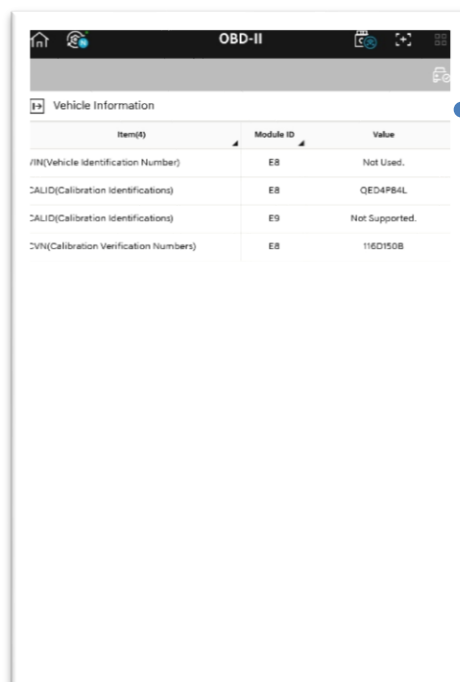 OBD-II
Vehicle Information
Item(4) Module ID Value
VIN(Vehicle Identification Number) E8 Not Used.
CALID(Calibration Identifications) E8 QED4PB4L
CALID(Calibration Identifications) E9 Not Supported.
CVN(Calibration Verification Numbers) E8 116D150B